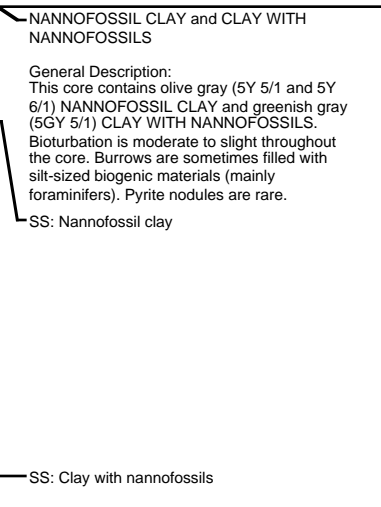 NANNOFOSSIL CLAY and CLAY WITH
NANNOFOSSILS
General Description:
This core contains olive gray (5Y 5/1 and 5Y
6/1) NANNOFOSSIL CLAY and greenish gray
(5GY 5/1) CLAY WITH NANNOFOSSILS.
Bioturbation is moderate to slight throughout
the core. Burrows are sometimes filled with
silt-sized biogenic materials (mainly
foraminifers). Pyrite nodules are rare.
SS: Nannofossil clay
SS: Clay with nannofossils